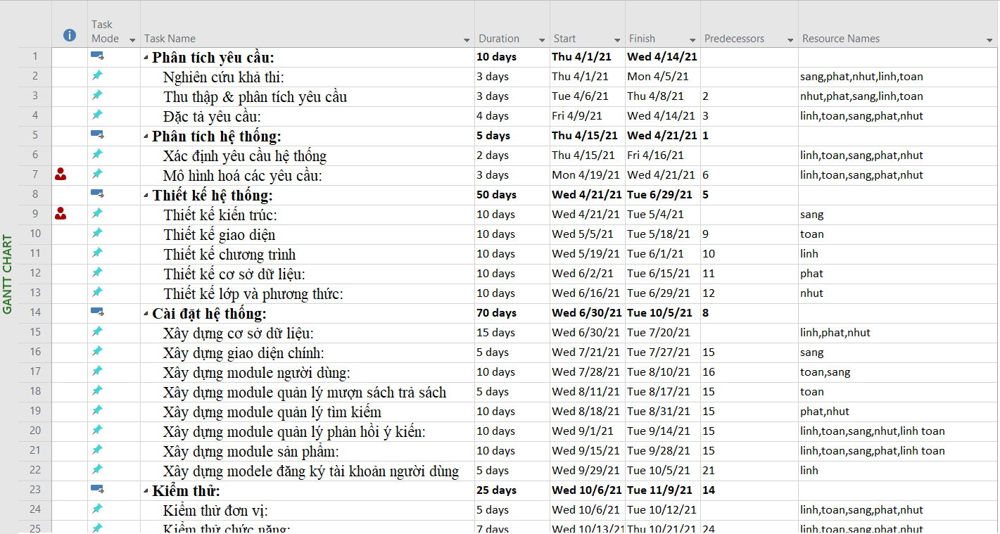 Task Mode Task Name Duration Start Finish Predecessors Resource Names
GANTT CHART
1 Phân tích yêu cầu: 10 days Thu 4/1/21 Wed 4/14/21
2 Nghiên cứu khả thi: 3 days Thu 4/1/21 Mon 4/5/21 sang,phat,nhut,linh,toan
3 Thu thập & phân tích yêu cầu 3 days Tue 4/6/21 Thu 4/8/21 2 nhut,phat,sang,linh,toan
4 Đặc tả yêu cầu: 4 days Fri 4/9/21 Wed 4/14/21 3 linh,toan,sang,phat,nhut
5 Phân tích hệ thống: 5 days Thu 4/15/21 Wed 4/21/21 1
6 Xác định yêu cầu hệ thống 2 days Thu 4/15/21 Fri 4/16/21 linh,toan,sang,phat,nhut
7 Mô hình hoá các yêu cầu: 3 days Mon 4/19/21 Wed 4/21/21 6 linh,toan,sang,phat,nhut
8 Thiết kế hệ thống: 50 days Wed 4/21/21 Tue 6/29/21 5
9 Thiết kế kiến trúc: 10 days Wed 4/21/21 Tue 5/4/21 sang
10 Thiết kế giao diện 10 days Wed 5/5/21 Tue 5/18/21 9 toan
11 Thiết kế chương trình 10 days Wed 5/19/21 Tue 6/1/21 10 linh
12 Thiết kế cơ sở dữ liệu: 10 days Wed 6/2/21 Tue 6/15/21 11 phat
13 Thiết kế lớp và phương thức: 10 days Wed 6/16/21 Tue 6/29/21 12 nhut
14 Cài đặt hệ thống: 70 days Wed 6/30/21 Tue 10/5/21 8
15 Xây dựng cơ sở dữ liệu: 15 days Wed 6/30/21 Tue 7/20/21 linh,phat,nhut
16 Xây dựng giao diện chính: 5 days Wed 7/21/21 Tue 7/27/21 15 sang
17 Xây dựng module người dùng: 10 days Wed 7/28/21 Tue 8/10/21 16 toan,sang
18 Xây dựng module quản lý mượn sách trả sách 5 days Wed 8/11/21 Tue 8/17/21 15 toan
19 Xây dựng module quản lý tìm kiếm 10 days Wed 8/18/21 Tue 8/31/21 15 phat,nhut
20 Xây dựng module quản lý phản hồi ý kiến: 10 days Wed 9/1/21 Tue 9/14/21 15 linh,toan,sang,nhut,linh toan
21 Xây dựng module sản phẩm: 10 days Wed 9/15/21 Tue 9/28/21 15 linh,toan,sang,phat,linh toan
22 Xây dựng modele đăng ký tài khoản người dùng 5 days Wed 9/29/21 Tue 10/5/21 21 linh
23 Kiểm thử: 25 days Wed 10/6/21 Tue 11/9/21 14
24 Kiểm thử đơn vị: 5 days Wed 10/6/21 Tue 10/12/21 linh,toan,sang,phat,nhut
25 Kiểm thử chức năng: 7 days Wed 10/13/21 Thu 10/21/21 24 linh,toan,sang,phat,nhut